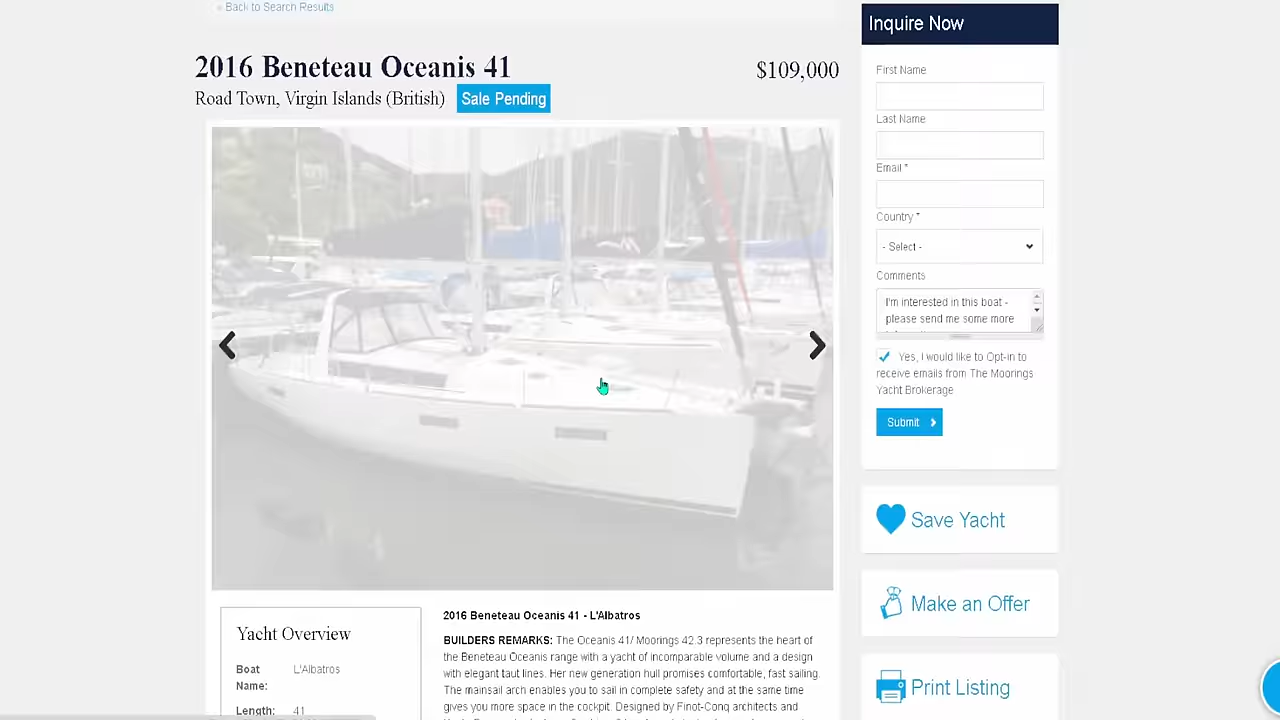 « Back to Search Results
2016 Beneteau Oceanis 41
$109,000
Road Town, Virgin Islands (British)
Sale Pending
Yacht Overview
Boat Name:
L'Albatros
Length:
41
2016 Beneteau Oceanis 41 - L'Albatros
BUILDERS REMARKS: The Oceanis 41/ Moorings 42.3 represents the heart of
the Beneteau Oceanis range with a yacht of incomparable volume and a design
with elegant taut lines. Her new generation hull promises comfortable, fast sailing.
The mainsail arch enables you to sail in complete safety and at the same time
gives you more space in the cockpit. Designed by Finot-Conq architects and
Inquire Now
First Name
Last Name
Email *
Country *
- Select -
Comments
I'm interested in this boat -
please send me some more
Yes, I would like to Opt-in to
receive emails from The Moorings
Yacht Brokerage
Submit
Save Yacht
Make an Offer
Print Listing